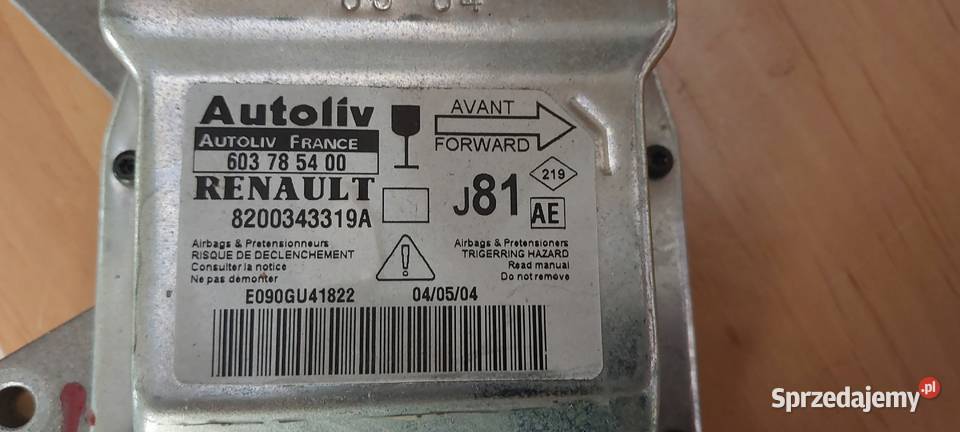 Autoliv
AUTOLIV FRANCE
603 78 54 00
RENAULT
8200343319A
AVANT
FORWARD
219
J81
AE
Airbags & Pretensionneurs
RISQUE DE DECLENCHEMENT
Consulter la notice
Ne pas demonter
Airbags & Pretensioners
TRIGERRING HAZARD
Read manual
Do not remove
E090GU41822 04/05/04
Sprzedajemy.pl